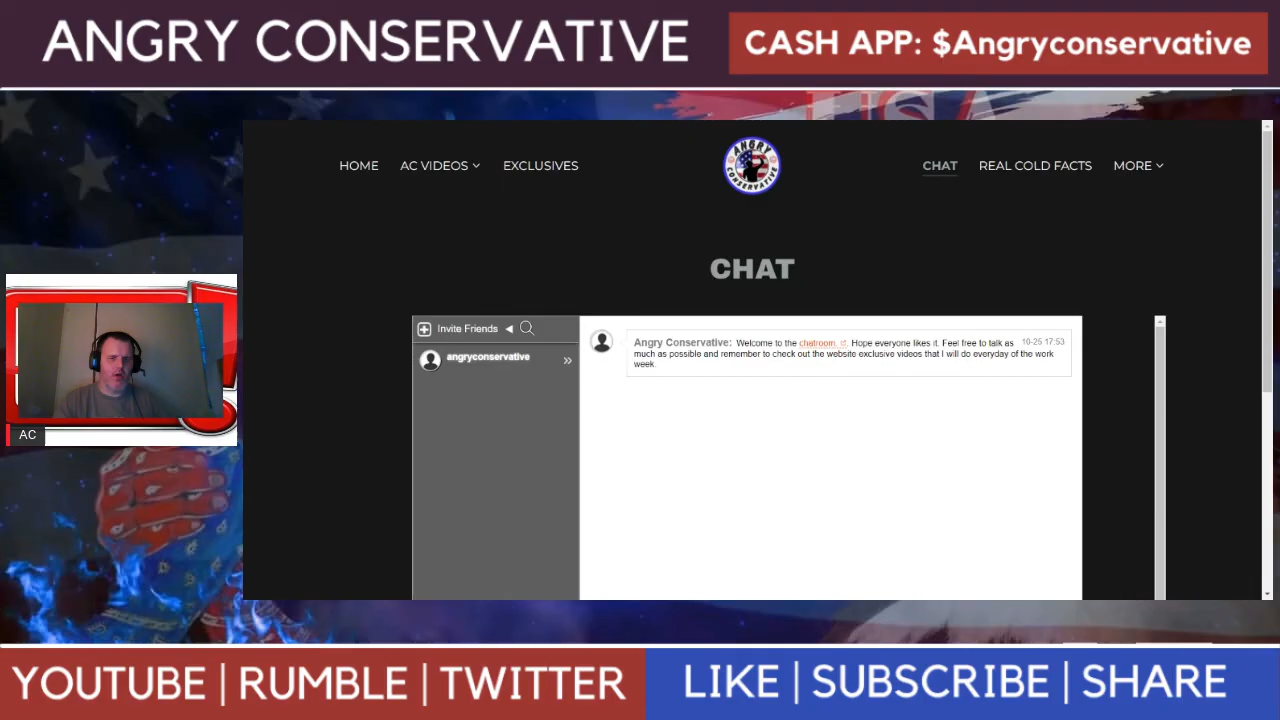 ANGRY CONSERVATIVE
CASH APP: $Angryconservative
USA
HOME
AC VIDEOS
EXCLUSIVES
ANGRY
CONSERVATIVE
CHAT
REAL COLD FACTS
MORE
CHAT
Invite Friends
angryconservative
Angry Conservative: Welcome to the chatroom. Hope everyone likes it. Feel free to talk as
10-25 17:53
much as possible and remember to check out the website exclusive videos that I will do everyday of the work
week.
AC
YOUTUBE | RUMBLE | TWITTER
LIKE | SUBSCRIBE | SHARE